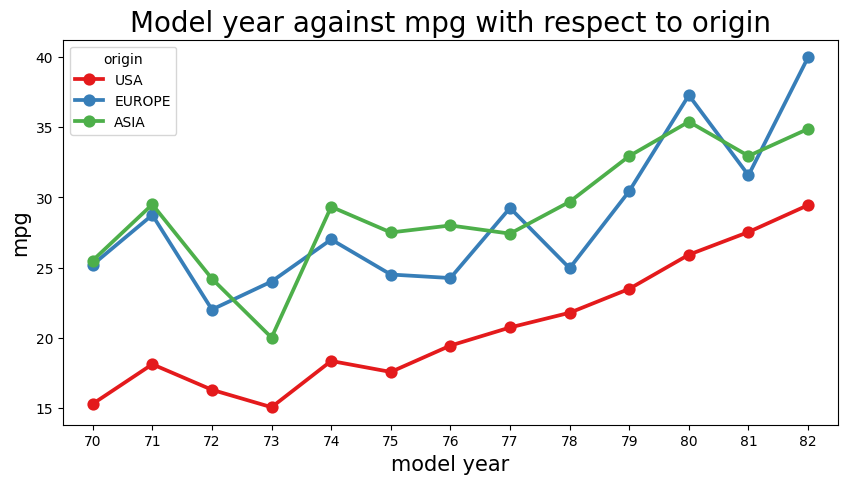 Model year against mpg with respect to origin
origin
USA
EUROPE
ASIA
40
35
30
25
20
15
mpg
70 71 72 73 74 75 76 77 78 79 80 81 82
model year